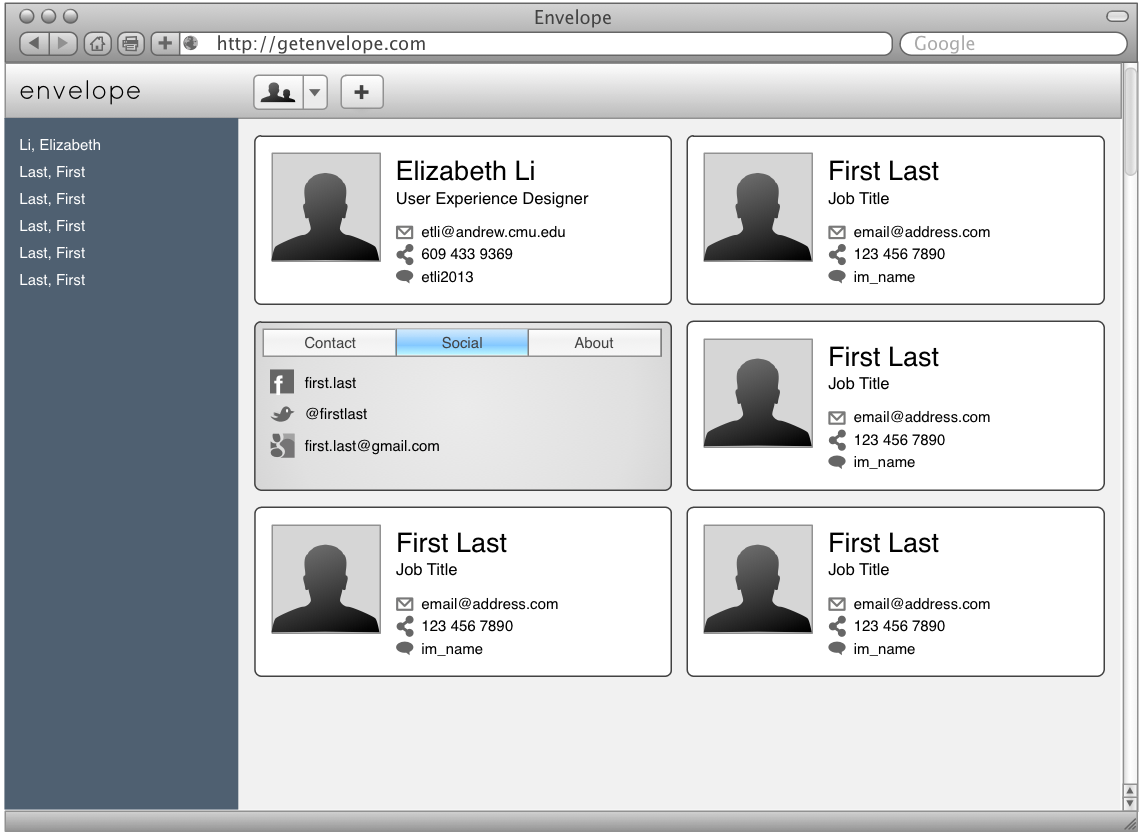 Envelope
http://getenvelope.com
Google
envelope
Li, Elizabeth
Last, First
Last, First
Last, First
Last, First
Last, First
Elizabeth Li
User Experience Designer
etli@andrew.cmu.edu
609 433 9369
etli2013
First Last
Job Title
email@address.com
123 456 7890
im_name
Contact
Social
About
first.last
@firstlast
first.last@gmail.com
First Last
Job Title
email@address.com
123 456 7890
im_name
First Last
Job Title
email@address.com
123 456 7890
im_name
First Last
Job Title
email@address.com
123 456 7890
im_name